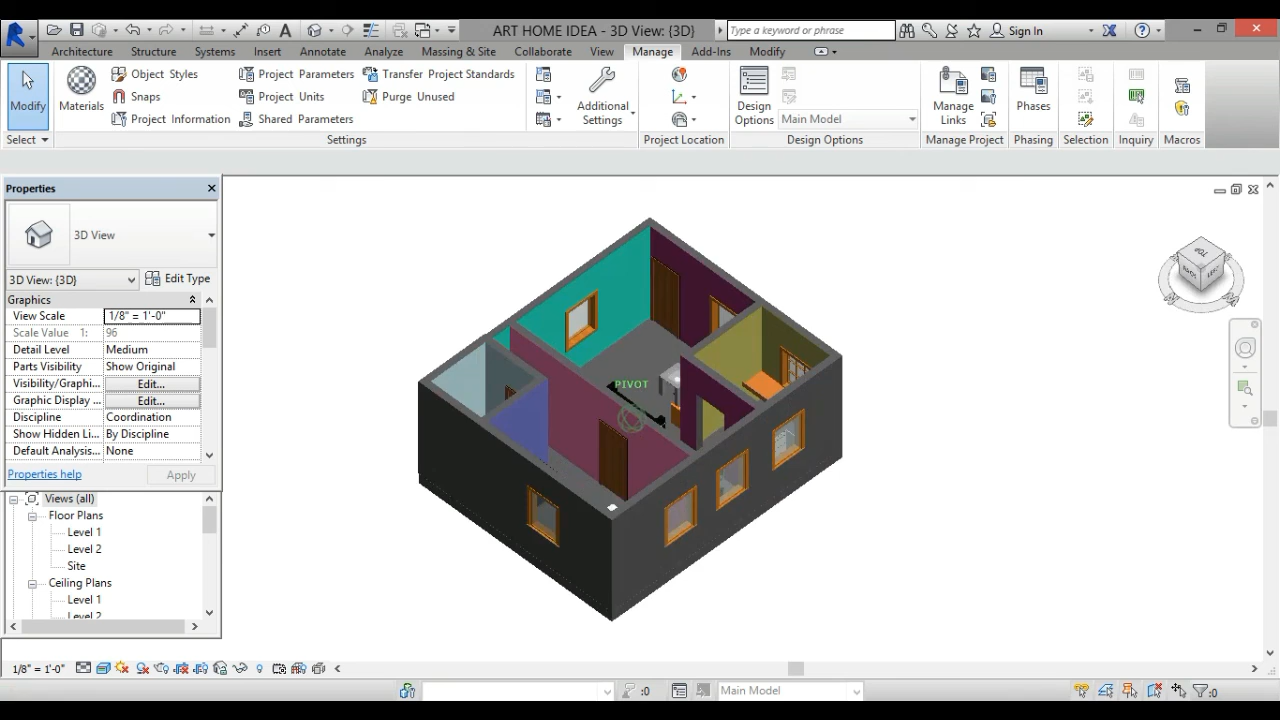 ART HOME IDEA - 3D View: {3D}
Type a keyword or phrase
Sign In
Architecture Structure Systems Insert Annotate Analyze Massing & Site Collaborate View Manage Add-Ins Modify
Modify
Select
Materials
Object Styles
Snaps
Project Information
Project Parameters
Project Units
Shared Parameters
Transfer Project Standards
Purge Unused
Additional
Settings
Settings
Project Location
Design
Options
Main Model
Design Options
Manage
Links
Manage Project
Phases
Phasing
Selection
Inquiry
Macros
Properties
3D View
3D View: {3D}
Edit Type
Graphics
View Scale 1/8" = 1'-0"
Scale Value 1: 96
Detail Level Medium
Parts Visibility Show Original
Visibility/Graphi... Edit...
Graphic Display ... Edit...
Discipline Coordination
Show Hidden Li... By Discipline
Default Analysis... None
Properties help Apply
Views (all)
Floor Plans
Level 1
Level 2
Site
Ceiling Plans
Level 1
Level 2
PIVOT
1/8" = 1'-0"
:0
Main Model
:0